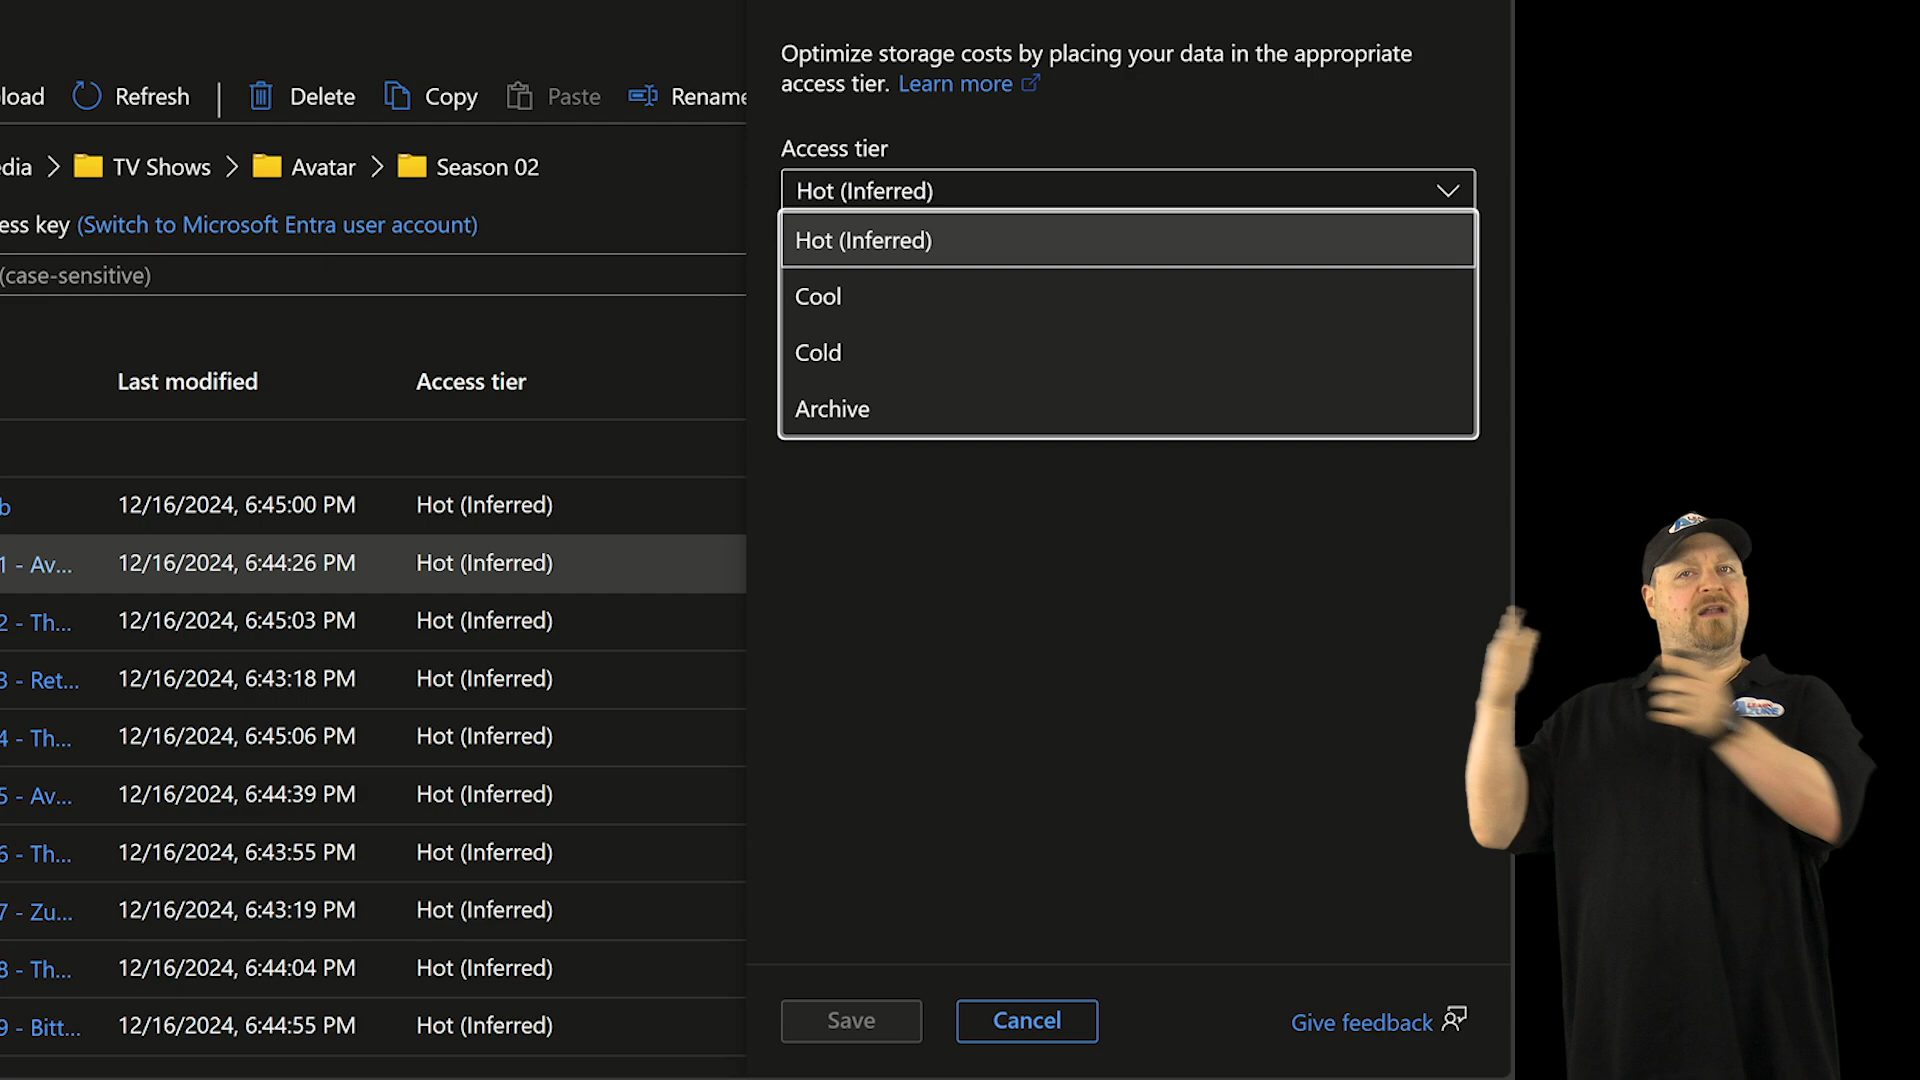 Optimize storage costs by placing your data in the appropriate
access tier. Learn more
load Refresh Delete Copy Paste Rename
Access tier
dia TV Shows Avatar Season 02
Hot (Inferred)
ess key (Switch to Microsoft Entra user account)
Hot (Inferred)
(case-sensitive)
Cool
Cold
Archive
Last modified Access tier
b 12/16/2024, 6:45:00 PM Hot (Inferred)
1 - Av... 12/16/2024, 6:44:26 PM Hot (Inferred)
2 - Th... 12/16/2024, 6:45:03 PM Hot (Inferred)
3 - Ret... 12/16/2024, 6:43:18 PM Hot (Inferred)
4 - Th... 12/16/2024, 6:45:06 PM Hot (Inferred)
5 - Av... 12/16/2024, 6:44:39 PM Hot (Inferred)
6 - Th... 12/16/2024, 6:43:55 PM Hot (Inferred)
7 - Zu... 12/16/2024, 6:43:19 PM Hot (Inferred)
8 - Th... 12/16/2024, 6:44:04 PM Hot (Inferred)
9 - Bitt... 12/16/2024, 6:44:55 PM Hot (Inferred)
Save Cancel Give feedback